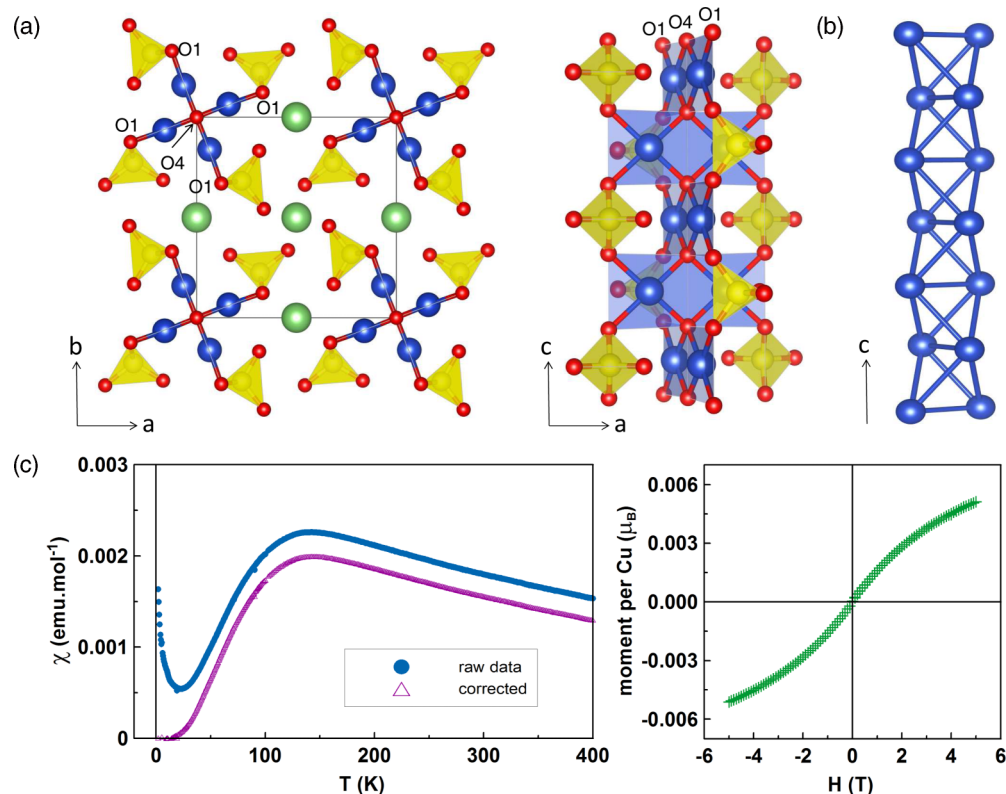 (a)
O1
O1
O1
O4
O1
b
a
O1
O4
O1
c
a
(b)
c
(c)
χ (emu.mol⁻¹)
0.003
0.002
0.001
0
0
100
200
300
400
T (K)
raw data
corrected
moment per Cu (μB)
0.006
0.003
0.000
-0.003
-0.006
-6
-4
-2
0
2
4
6
H (T)